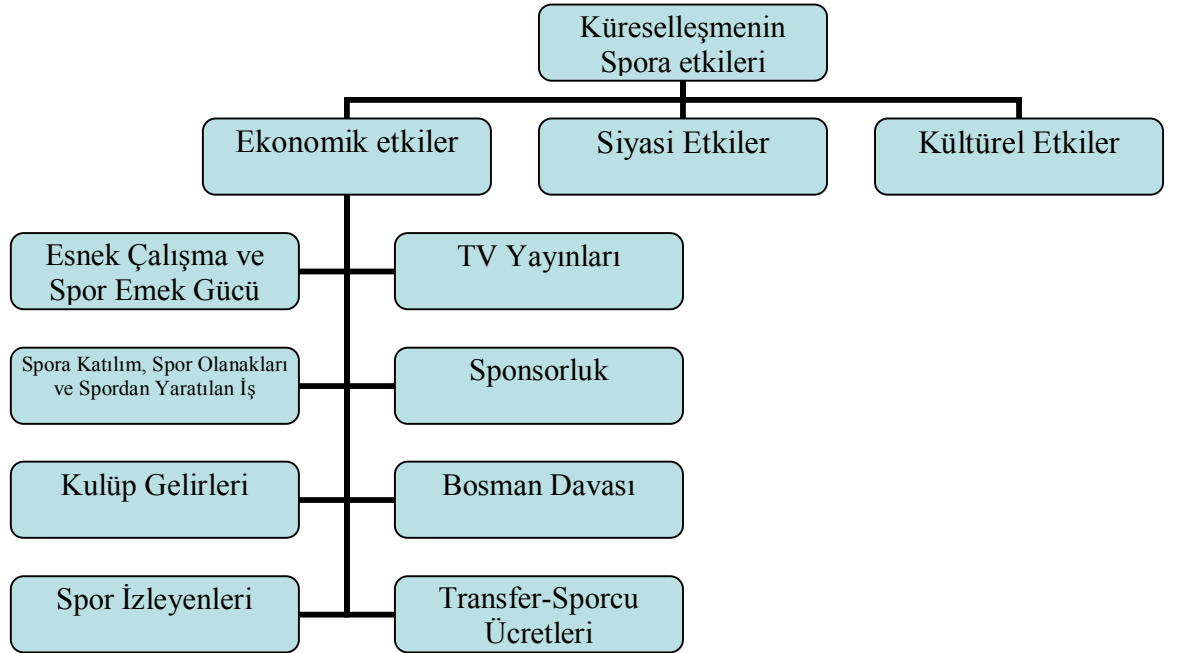 Küreselleşmenin
Spora etkileri
Ekonomik etkiler
Siyasi Etkiler
Kültürel Etkiler
Esnek Çalışma ve
Spor Emek Gücü
TV Yayınları
Spora Katılım, Spor Olanakları
ve Spordan Yaratılan İş
Sponsorluk
Kulüp Gelirleri
Bosman Davası
Spor İzleyenleri
Transfer-Sporcu
Ücretleri